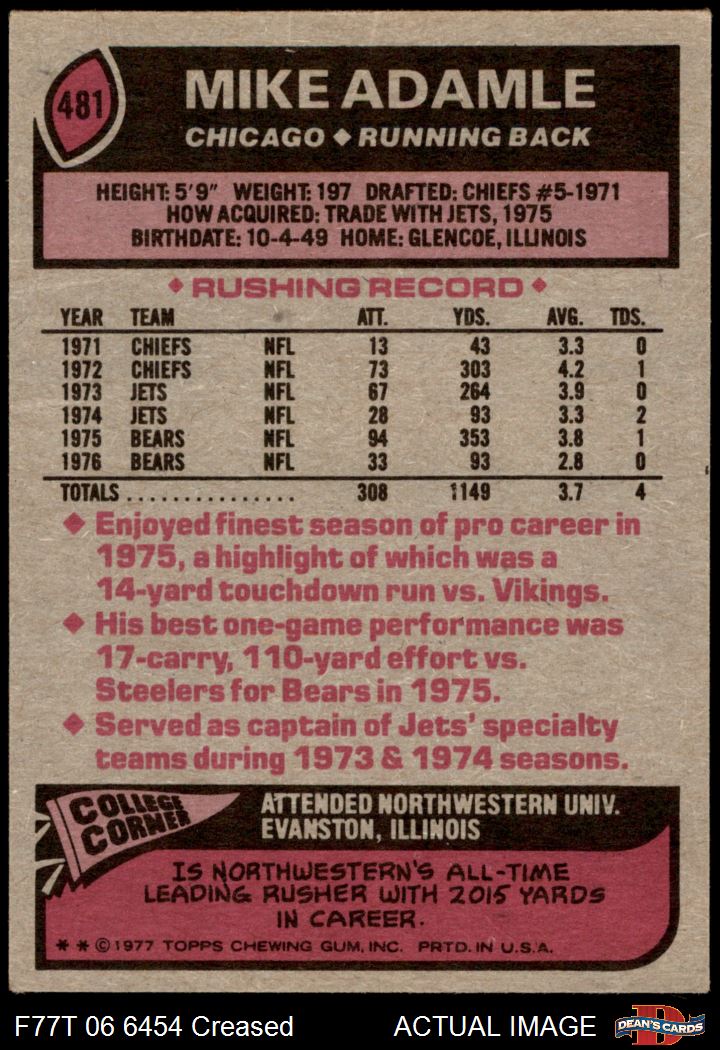 481
MIKE ADAMLE
CHICAGO ◆ RUNNING BACK
HEIGHT: 5'9" WEIGHT: 197 DRAFTED: CHIEFS #5-1971
HOW ACQUIRED: TRADE WITH JETS, 1975
BIRTHDATE: 10-4-49 HOME: GLENCOE, ILLINOIS
◆ RUSHING RECORD ◆
YEAR TEAM ATT. YDS. AVG. TDS.
1971 CHIEFS NFL 13 43 3.3 0
1972 CHIEFS NFL 73 303 4.2 1
1973 JETS NFL 67 264 3.9 0
1974 JETS NFL 28 93 3.3 2
1975 BEARS NFL 94 353 3.8 1
1976 BEARS NFL 33 93 2.8 0
TOTALS............... 308 1149 3.7 4
◆ Enjoyed finest season of pro career in
1975, a highlight of which was a
14-yard touchdown run vs. Vikings.
◆ His best one-game performance was
17-carry, 110-yard effort vs.
Steelers for Bears in 1975.
◆ Served as captain of Jets' specialty
teams during 1973 & 1974 seasons.
COLLEGE
CORNER
ATTENDED NORTHWESTERN UNIV.
EVANSTON, ILLINOIS
IS NORTHWESTERN'S ALL-TIME
LEADING RUSHER WITH 2015 YARDS
IN CAREER.
* * © 1977 TOPPS CHEWING GUM, INC. PRTD. IN U.S.A.
F77T 06 6454 Creased ACTUAL IMAGE
D
DEAN'S CARDS